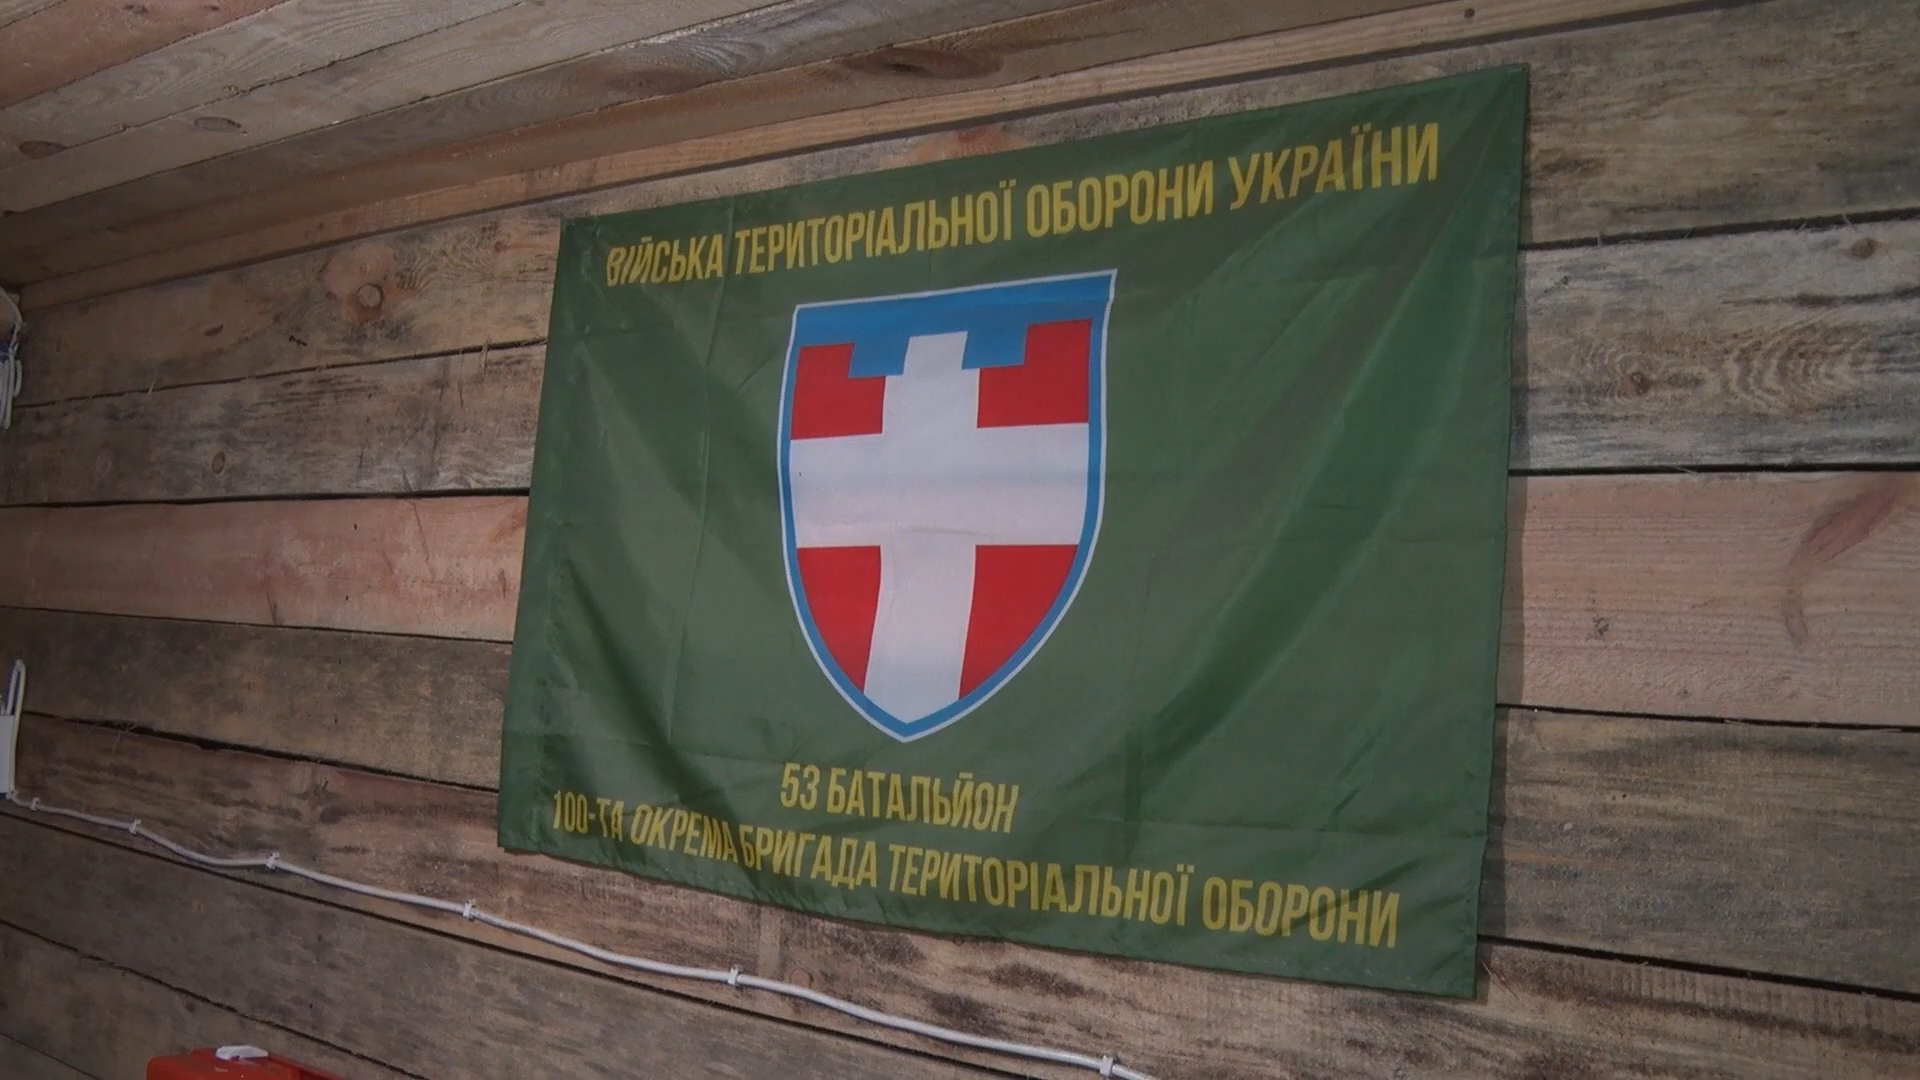 ВІЙСЬКА ТЕРИТОРІАЛЬНОЇ ОБОРОНИ УКРАЇНИ
53 БАТАЛЬЙОН
100-ТА ОКРЕМА БРИГАДА ТЕРИТОРІАЛЬНОЇ ОБОРОНИ